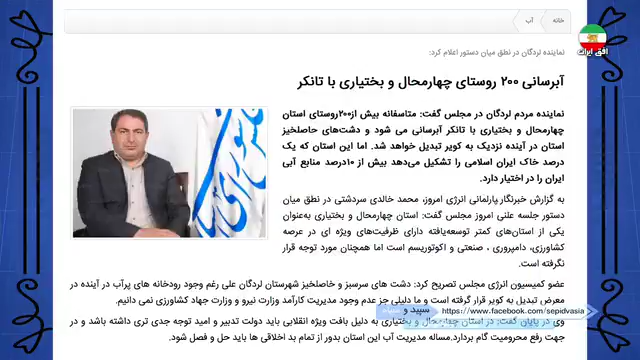 خانه
آب
افق ایران
نماینده لردگان در نطق میان دستور اعلام کرد:
آبرسانی ۲۰۰ روستای چهارمحال و بختیاری با تانکر
نماینده مردم لردگان در مجلس گفت: متاسفانه بیش از۲۰۰روستای استان
چهارمحال و بختیاری با تانکر آبرسانی می شود و دشت‌های حاصلخیز
استان در آینده نزدیک به کویر تبدیل خواهد شد. اما این استان که یک
درصد خاک ایران اسلامی را تشکیل می‌دهد بیش از ۱۰درصد منابع آبی
ایران را در اختیار دارد.
به گزارش خبرنگار پارلمانی انرژی امروز، محمد خالدی سردشتی در نطق میان
دستور جلسه علنی امروز مجلس گفت: استان چهارمحال و بختیاری به‌عنوان
یکی از استان‌های کمتر توسعه‌یافته دارای ظرفیت‌های ویژه ای در عرصه
کشاورزی، دامپروری ، صنعتی و اکوتوریسم است اما همچنان مورد توجه قرار
نگرفته است.
عضو کمیسیون انرژی مجلس تصریح کرد: دشت های سرسبز و حاصلخیز شهرستان لردگان علی رغم وجود رودخانه های پرآب در آینده در
معرض تبدیل به کویر قرار گرفته است و ما دلیلی جز عدم وجود مدیریت کارآمد وزارت نیرو و وزارت جهاد کشاورزی نمی دانیم.
سپید و سیاه https://www.facebook.com/sepidvasia
وی در پایان گفت: در استان چهارمحال و بختیاری به دلیل بافت ویژه انقلابی باید دولت تدبیر و امید توجه جدی تری داشته باشد و در
جهت رفع محرومیت گام بردارد.مساله مدیریت آب این استان بدور از تمام بد اخلاقی ها باید حل و فصل شود.